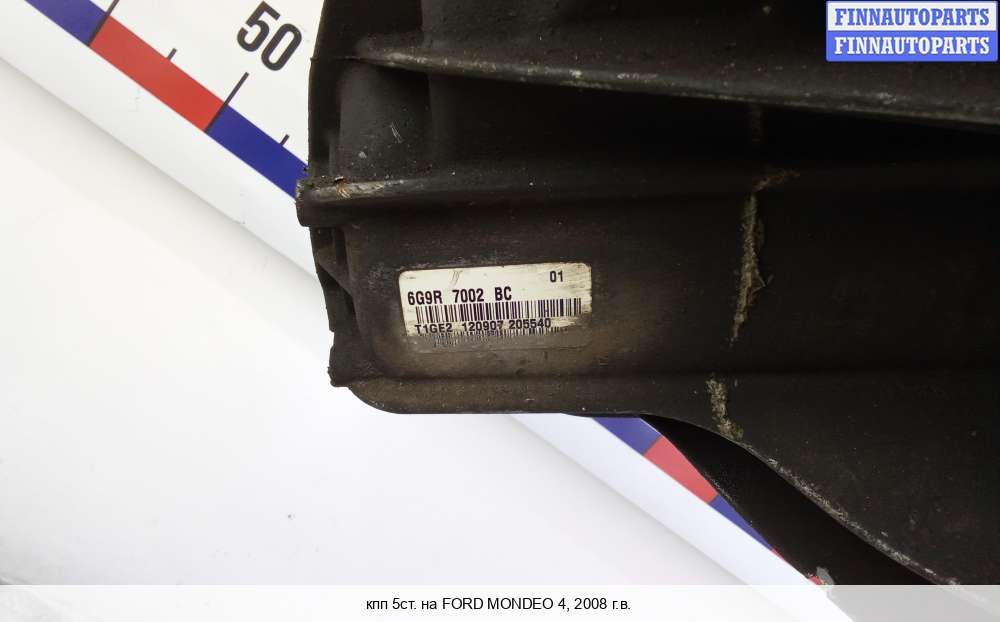 FINNAUTOPARTS
FINNAUTOPARTS
50
01
6G9R 7002 BC
T1GE2 120907 205540
кпп 5ст. на FORD MONDEO 4, 2008 г.в.